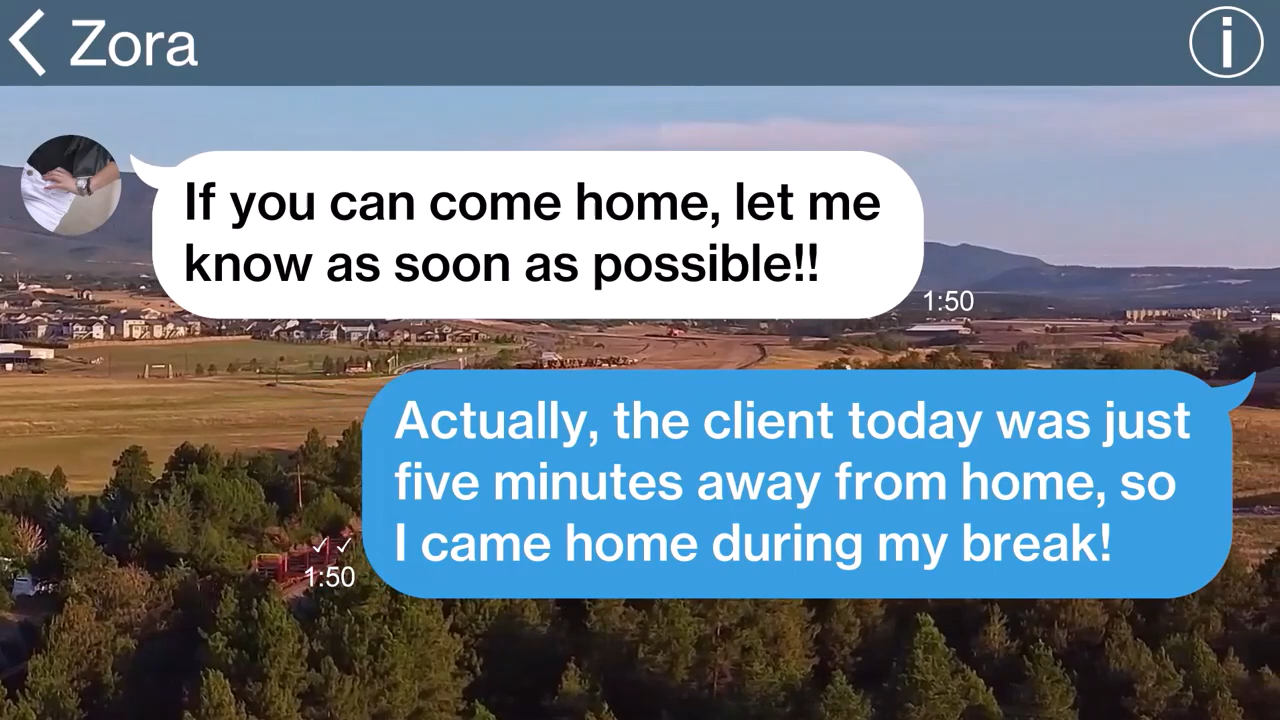 Zora
If you can come home, let me
know as soon as possible!!
1:50
Actually, the client today was just
five minutes away from home, so
I came home during my break!
✓✓
1:50